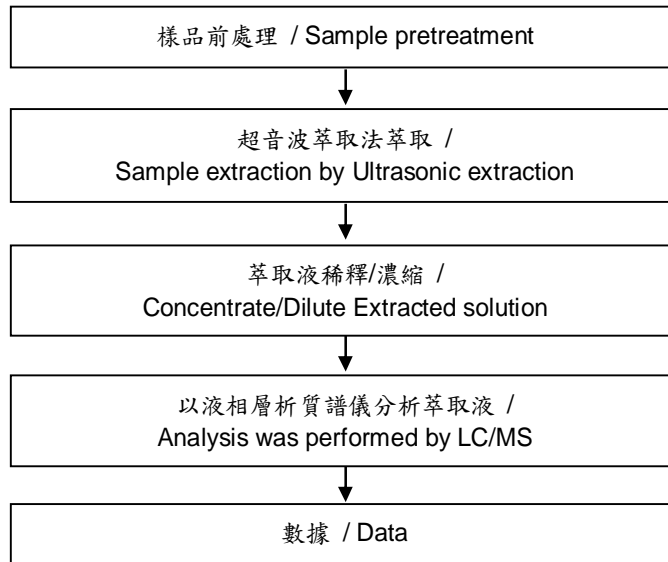 樣品前處理 / Sample pretreatment
超音波萃取法萃取 /
Sample extraction by Ultrasonic extraction
萃取液稀釋/濃縮 /
Concentrate/Dilute Extracted solution
以液相層析質譜儀分析萃取液 /
Analysis was performed by LC/MS
數據 / Data